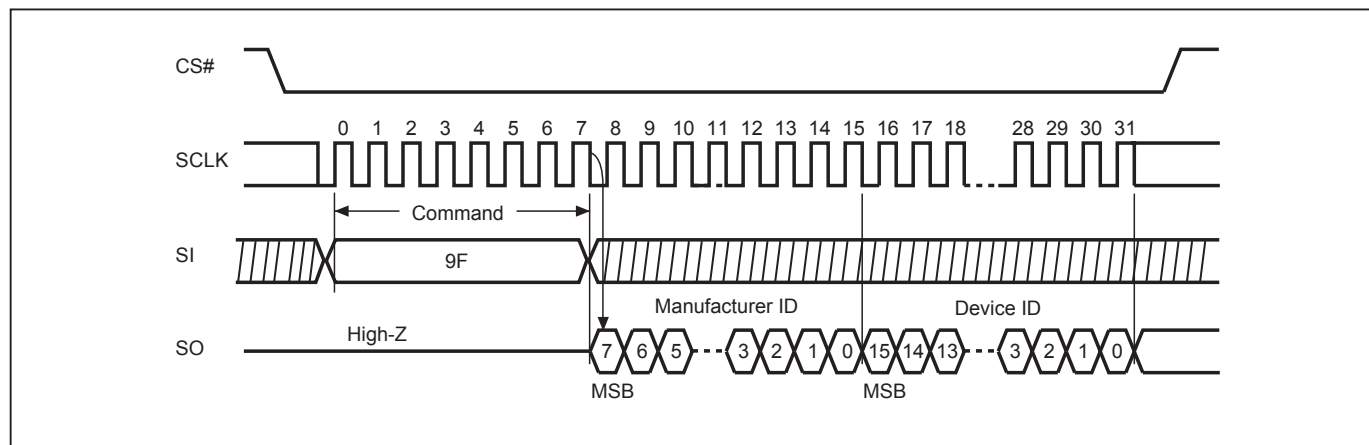 CS#
0 1 2 3 4 5 6 7 8 9 10 11 12 13 14 15 16 17 18 28 29 30 31
SCLK
Command
SI
9F
Manufacturer ID Device ID
High-Z
SO
7 6 5 3 2 1 0 15 14 13 3 2 1 0
MSB MSB